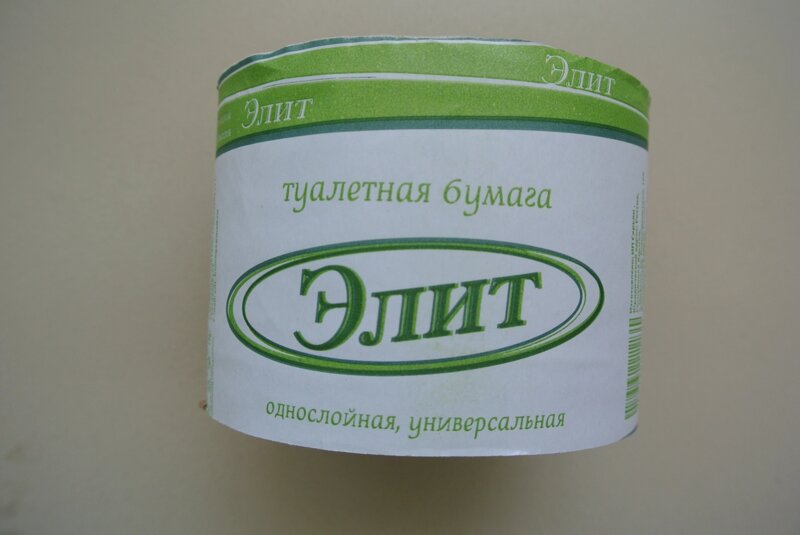 Элит
Элит
туалетная бумага
Элит
однослойная, универсальная